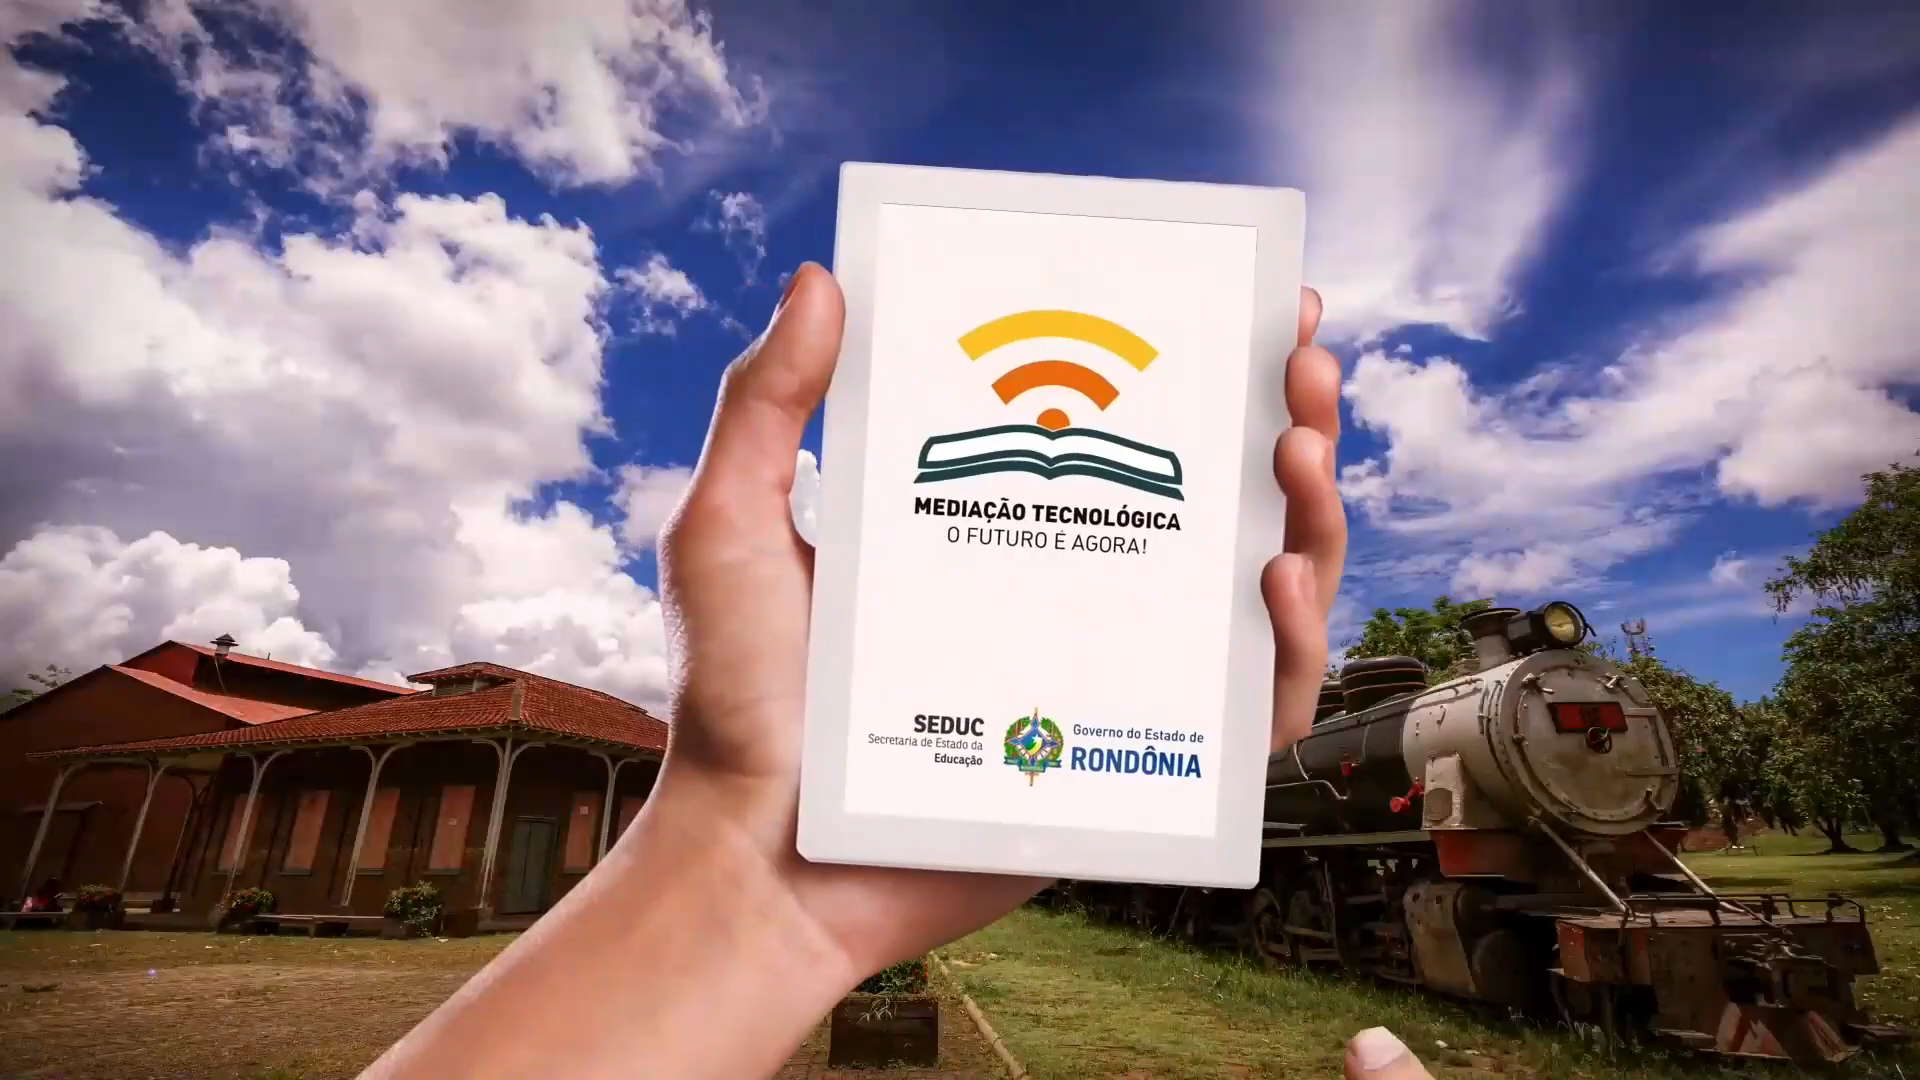 MEDIAÇÃO TECNOLÓGICA
O FUTURO É AGORA!
SEDUC
Secretaria de Estado da
Educação
Governo do Estado de
RONDÔNIA